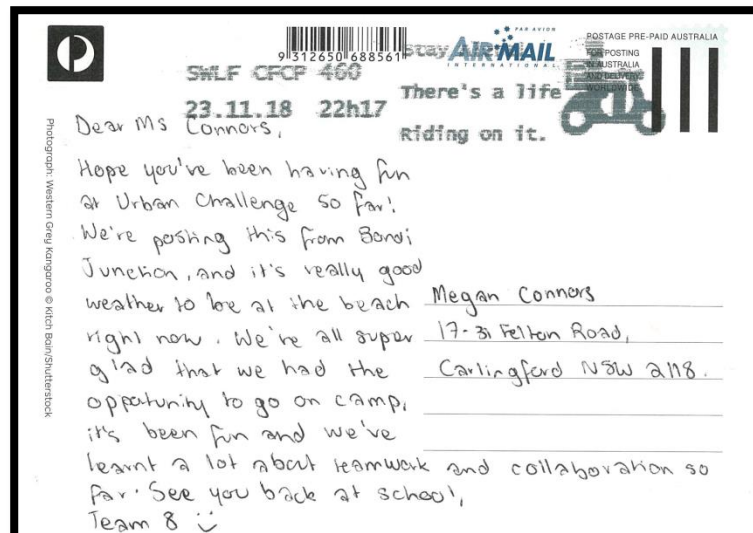 9 312650 688561
Stay
AIR MAIL
PAR AVION
INTERNATIONAL
POSTAGE PRE-PAID AUSTRALIA
FOR POSTING
IN AUSTRALIA
AND DELIVERY
WORLDWIDE
SWLF CFCP 460
23.11.18 22h17
There's a life
Riding on it.
Dear Ms Connors,
Hope you've been having fun
at Urban Challenge so far!
We're posting this from Bondi
Junction, and it's really good
weather to be at the beach
right now. We're all super
glad that we had the
oppatunity to go on camp,
it's been fun and we've
learnt a lot about teamwork and collaboration so
far. See you back at school,
Team 8
Megan Connors
17-31 Felton Road,
Carlingford NSW 2118.
Photograph: Western Grey Kangaroo © Kitch Bain/Shutterstock